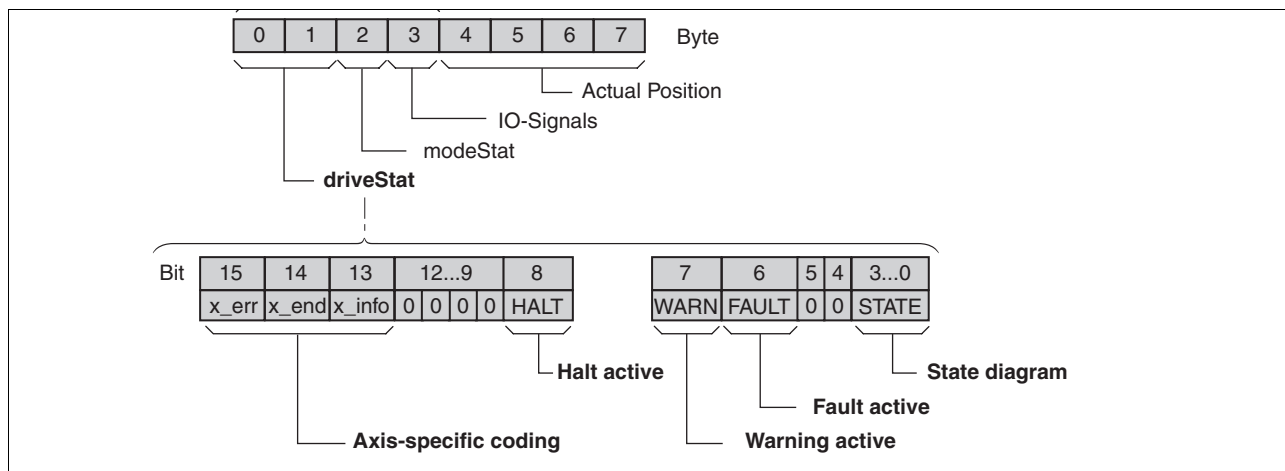 0 1 2 3 4 5 6 7 Byte
Actual Position
IO-Signals
modeStat
driveStat
Bit 15 14 13 12...9 8 7 6 5 4 3...0
x_err x_end x_info 0 0 0 0 HALT WARN FAULT 0 0 STATE
Halt active State diagram
Fault active
Axis-specific coding Warning active